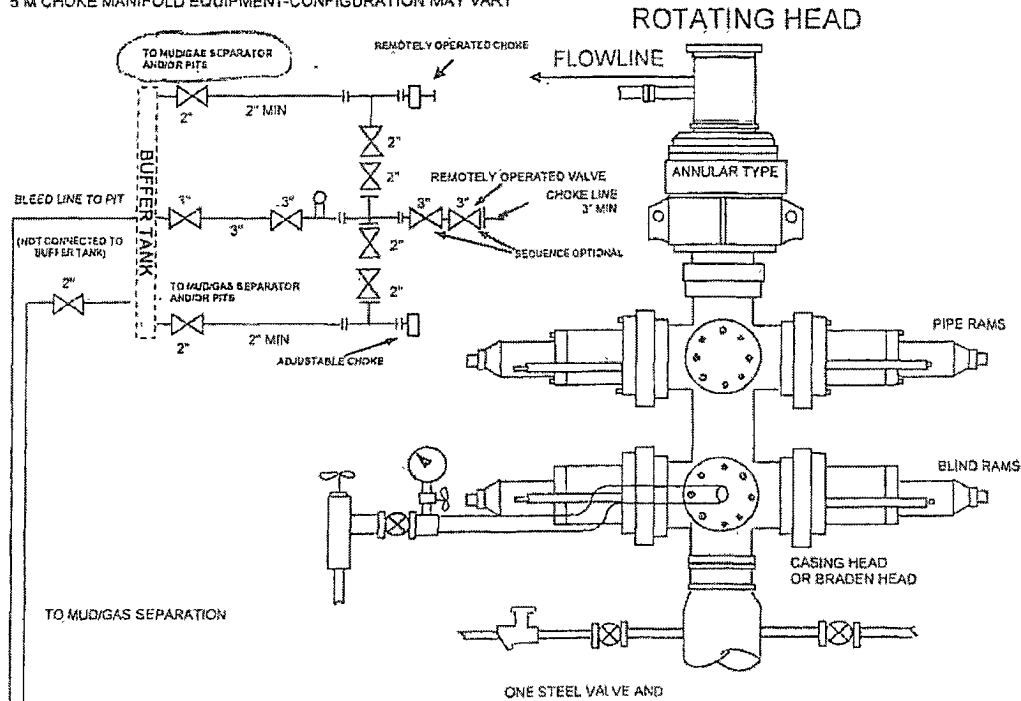 5 M CHOKE MANIFOLD EQUIPMENT-CONFIGURATION MAY VARY
ROTATING HEAD
TO MUD/GAS SEPARATOR
AND/OR PITS
REMOTELY OPERATED CHOKE
FLOWLINE
2"
2" MIN
2"
2"
ANNULAR TYPE
BUFFER TANK
REMOTELY OPERATED VALVE
CHOKE LINE
3" MIN
BLEED LINE TO PIT
3"
3"
3"
3"
3"
(NOT CONNECTED TO
BUFFER TANK)
2"
SEQUENCE OPTIONAL
2"
TO MUD/GAS SEPARATOR
AND/OR PITS
2"
2"
2" MIN
ADJUSTABLE CHOKE
PIPE RAMS
BLIND RAMS
CASING HEAD
OR BRADEN HEAD
TO MUD/GAS SEPARATION
ONE STEEL VALVE AND